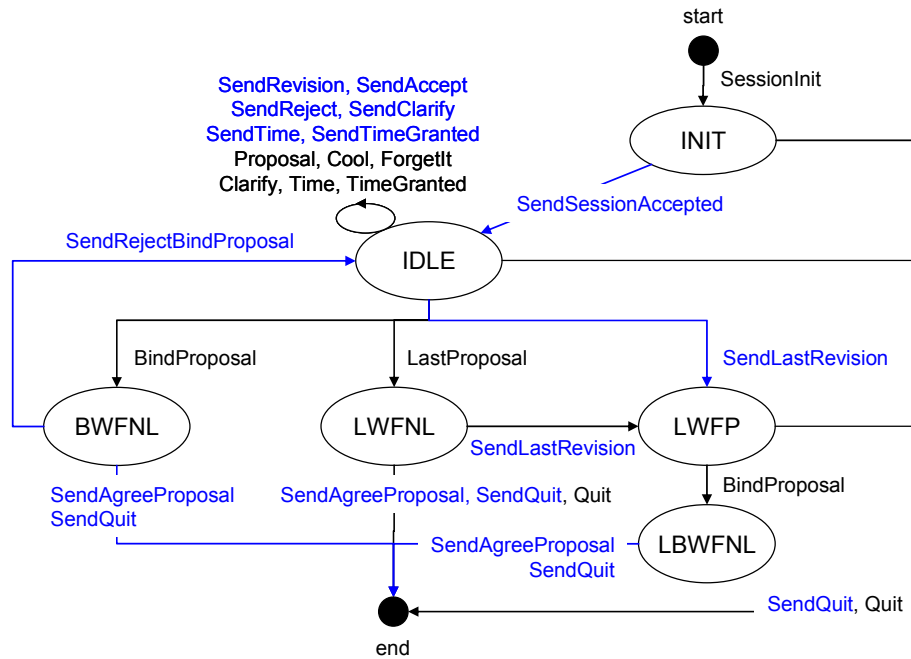 start
SessionInit
SendRevision, SendAccept
SendReject, SendClarify
SendTime, SendTimeGranted
Proposal, Cool, ForgetIt
Clarify, Time, TimeGranted
INIT
SendSessionAccepted
SendRejectBindProposal
IDLE
BindProposal
LastProposal
SendLastRevision
BWFNL
LWFNL
LWFP
SendLastRevision
SendAgreeProposal
SendQuit
SendAgreeProposal, SendQuit, Quit
BindProposal
SendAgreeProposal
SendQuit
LBWFNL
SendQuit, Quit
end